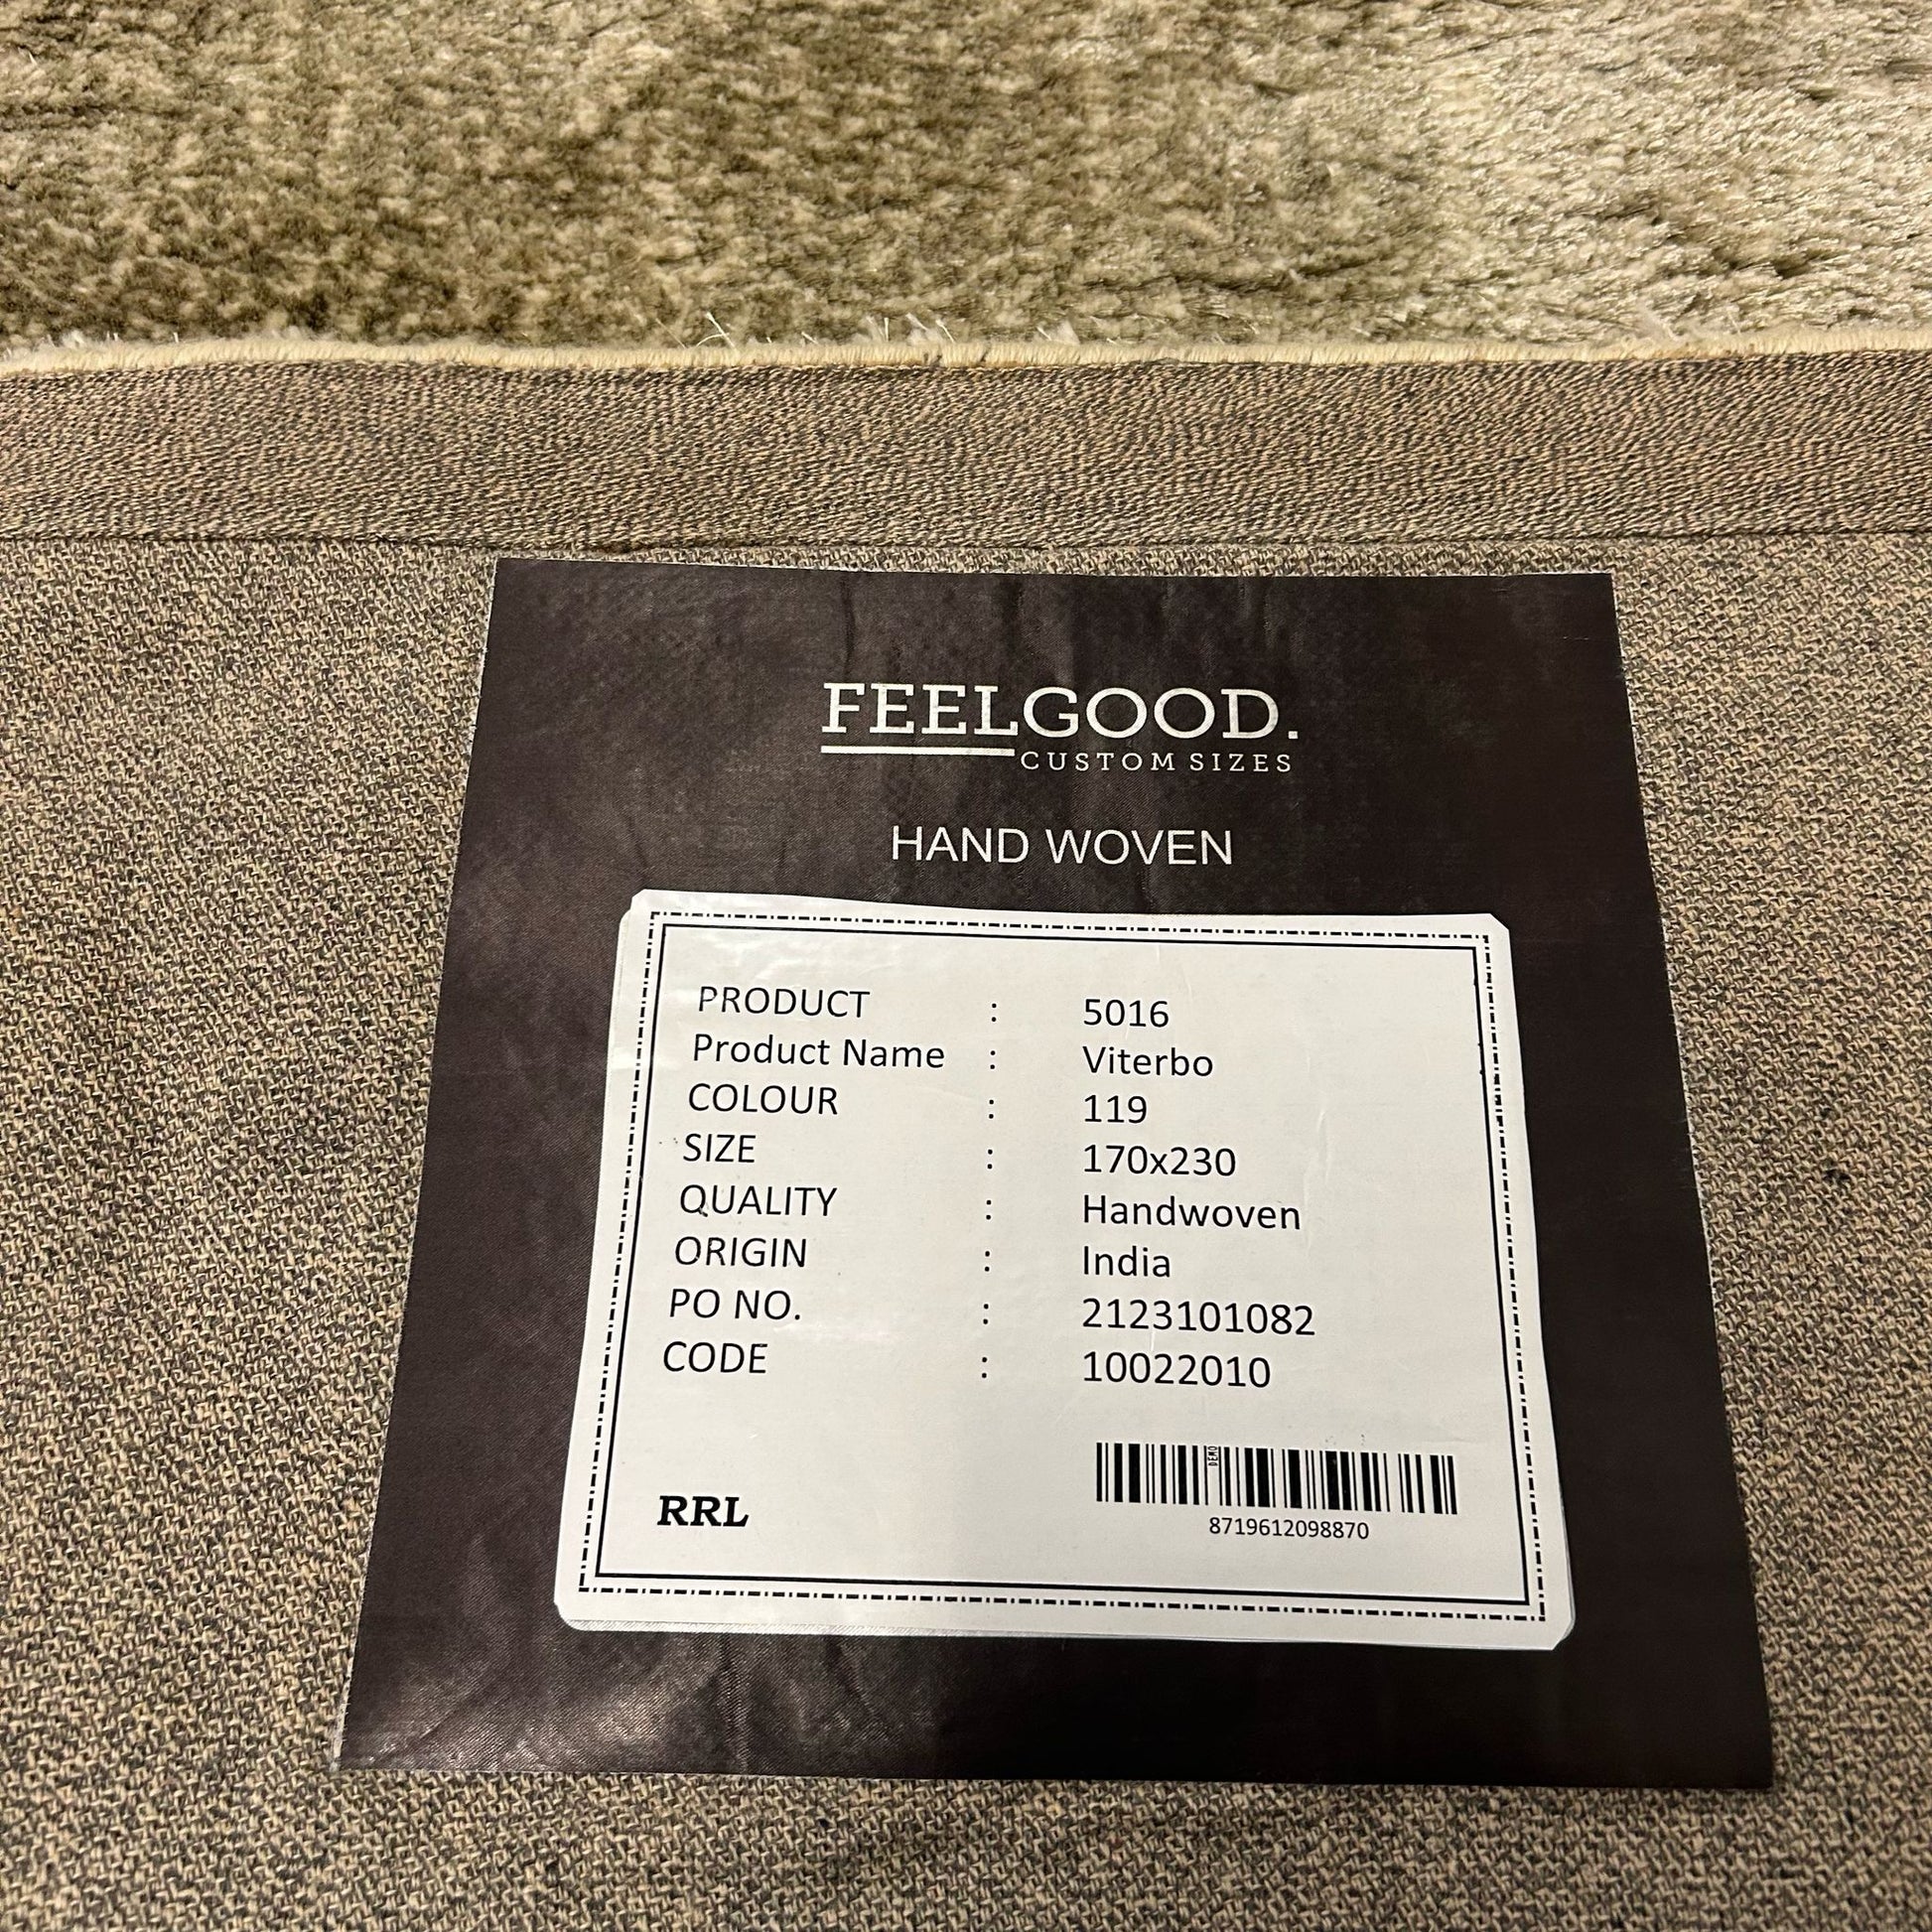 FEELGOOD.
CUSTOM SIZES
HAND WOVEN
PRODUCT : 5016
Product Name : Viterbo
COLOUR : 119
SIZE : 170x230
QUALITY : Handwoven
ORIGIN : India
PO NO. : 2123101082
CODE : 10022010
DEMO
RRL
8719612098870